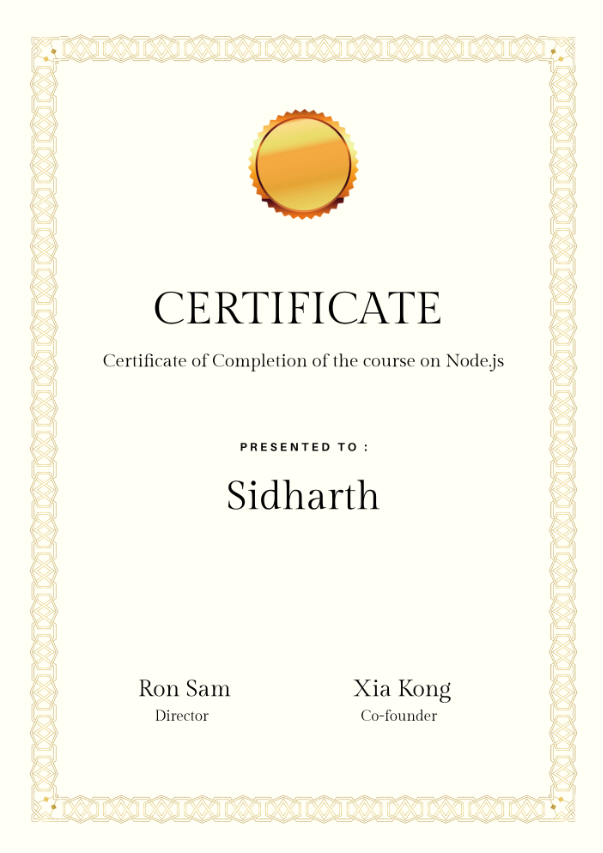 CERTIFICATE
Certificate of Completion of the course on Node.js
PRESENTED TO :
Sidharth
Ron Sam
Director
Xia Kong
Co-founder